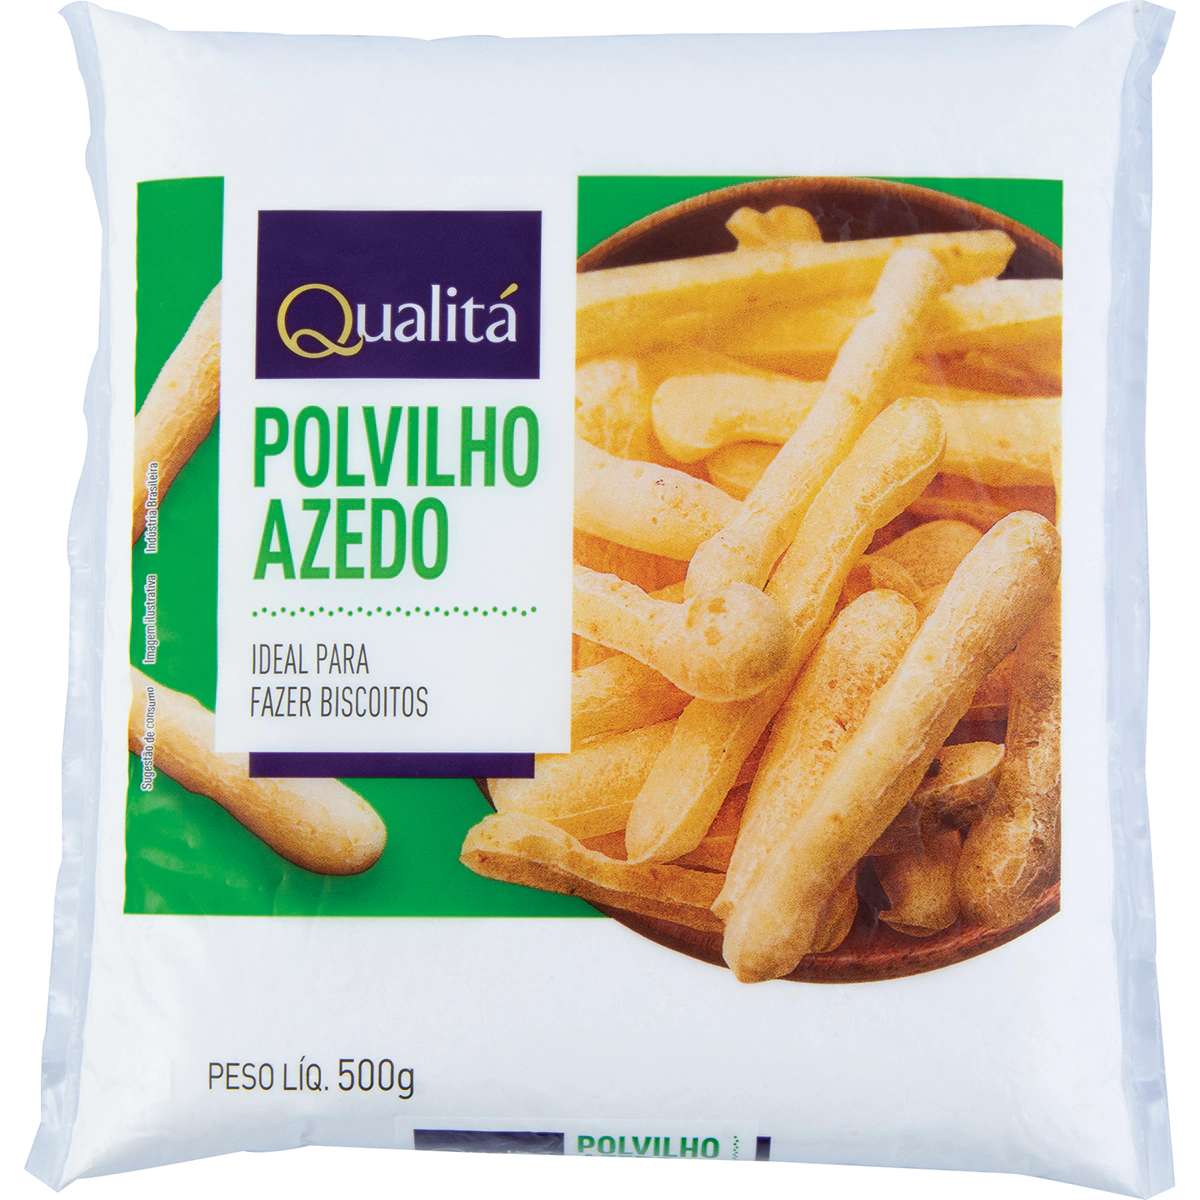 Qualitá
POLVILHO
AZEDO
IDEAL PARA
FAZER BISCOITOS
Sugestão de consumo
Imagem ilustrativa
Indústria Brasileira
PESO LÍQ. 500g
POLVILHO